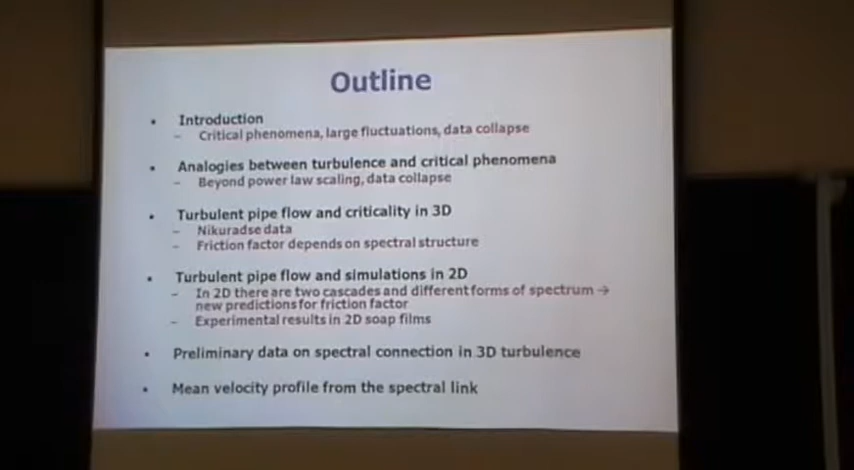 Outline
• Introduction
– Critical phenomena, large fluctuations, data collapse
• Analogies between turbulence and critical phenomena
– Beyond power law scaling, data collapse
• Turbulent pipe flow and criticality in 3D
– Nikuradse data
– Friction factor depends on spectral structure
• Turbulent pipe flow and simulations in 2D
– In 2D there are two cascades and different forms of spectrum →
new predictions for friction factor
– Experimental results in 2D soap films
• Preliminary data on spectral connection in 3D turbulence
• Mean velocity profile from the spectral link